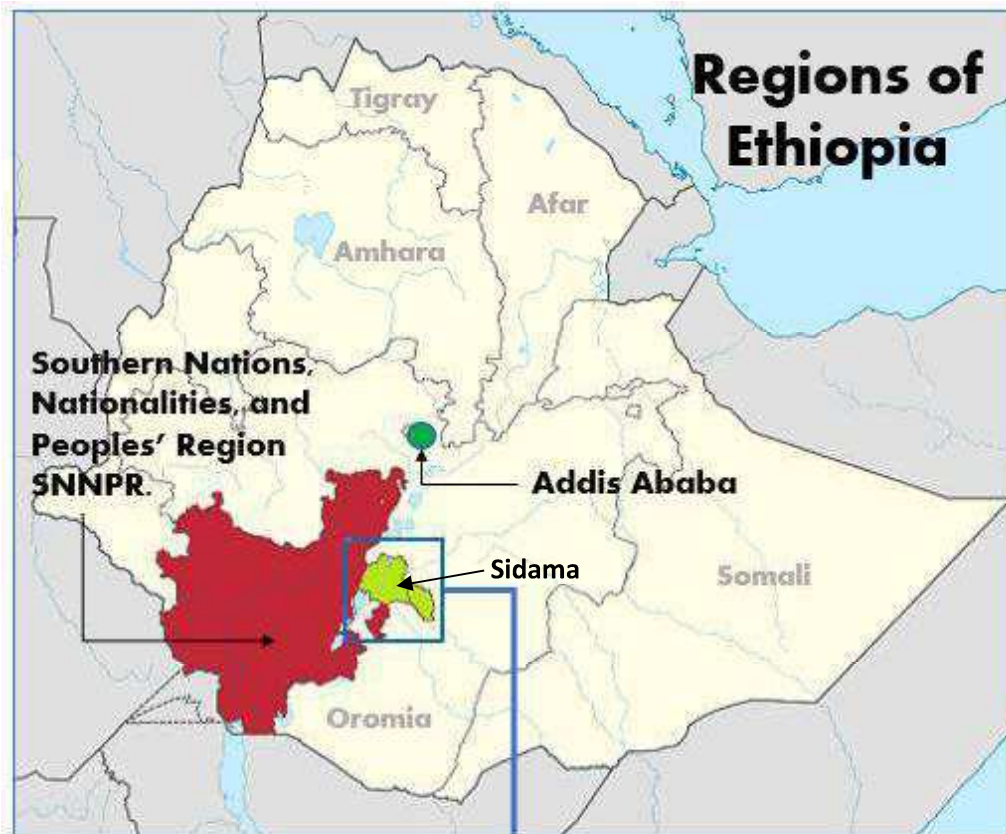 Regions of
Ethiopia
Tigray
Afar
Amhara
Southern Nations,
Nationalities, and
Peoples' Region
SNNPR.
Addis Ababa
Sidama
Somali
Oromia